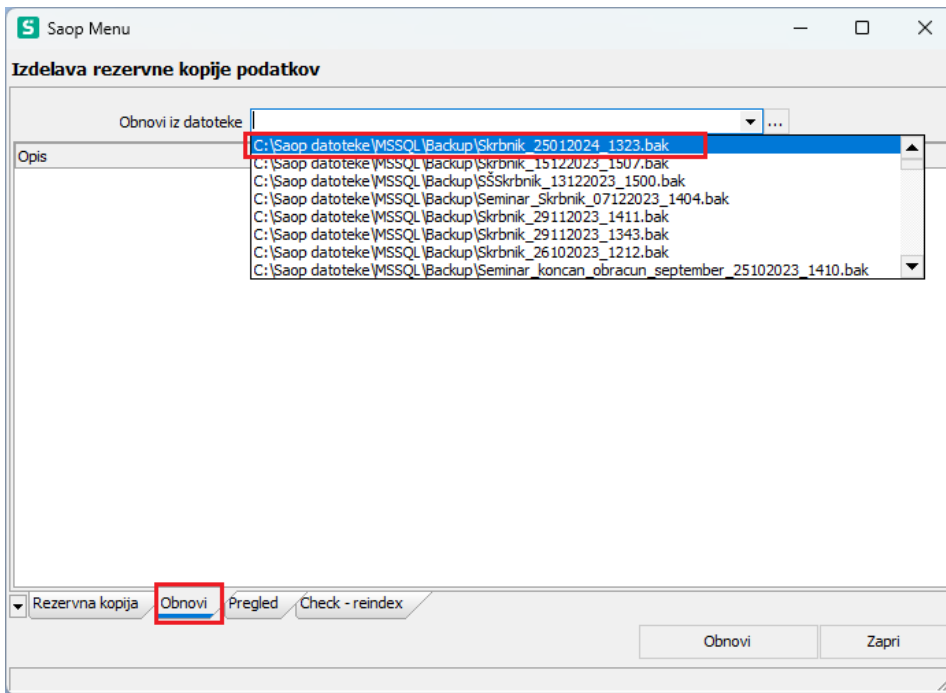 Saop Menu
Izdelava rezervne kopije podatkov
Obnovi iz datoteke
...
Opis
C:\Saop datoteke\MSSQL\Backup\Skrbnik_25012024_1323.bak
C:\Saop datoteke\MSSQL\Backup\Skrbnik_15122023_1507.bak
C:\Saop datoteke\MSSQL\Backup\SŠSkrbnik_13122023_1500.bak
C:\Saop datoteke\MSSQL\Backup\Seminar_Skrbnik_07122023_1404.bak
C:\Saop datoteke\MSSQL\Backup\Skrbnik_29112023_1411.bak
C:\Saop datoteke\MSSQL\Backup\Skrbnik_29112023_1343.bak
C:\Saop datoteke\MSSQL\Backup\Skrbnik_26102023_1212.bak
C:\Saop datoteke\MSSQL\Backup\Seminar_koncan_obracun_september_25102023_1410.bak
Rezervna kopija Obnovi Pregled Check - reindex
Obnovi Zapri